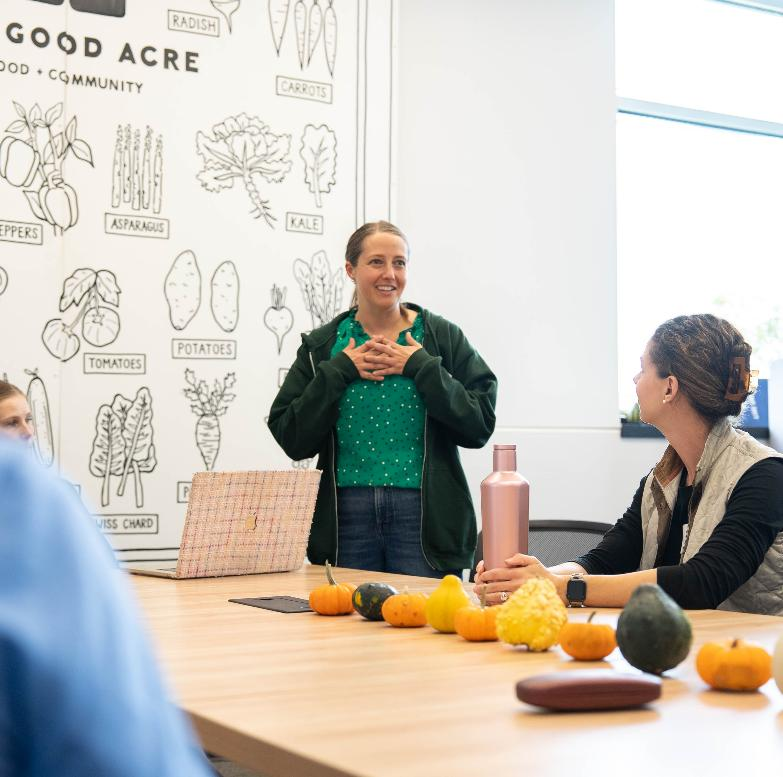 RADISH
GOOD ACRE
OOD + COMMUNITY
CARROTS
EPPERS
ASPARAGUS
KALE
TOMATOES
POTATOES
WISS CHARD
P